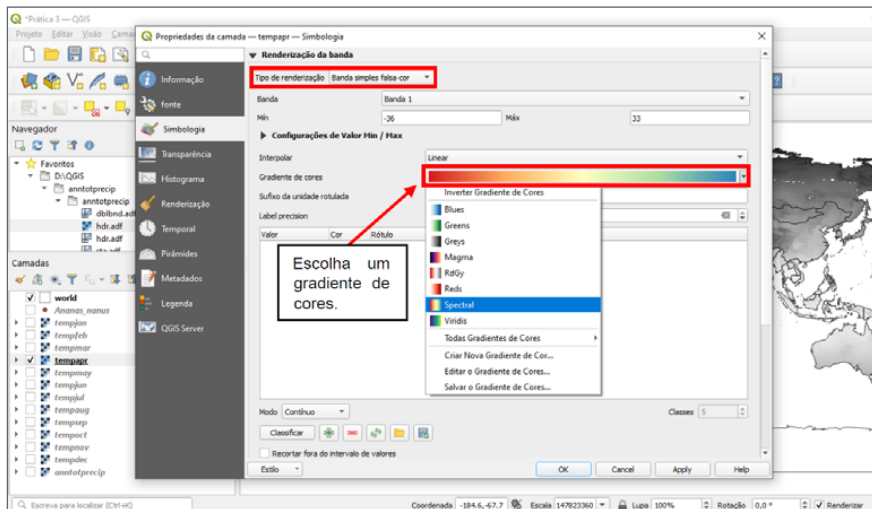 *Prática 3 — QGIS
Projeto Editar Visão Camad
Propriedades da camada — tempapr — Simbologia
Navegador
Favoritos
D:\QGIS
anntotprecip
anntotprecip
dblbnd.adf
hdr.adf
hdr.adf
Camadas
world
Ananas_nanus
tempjan
tempfeb
tempmar
tempapr
tempmay
tempjun
tempjul
tempaug
tempsep
tempoct
tempnov
tempdec
anntotprecip
Informação
fonte
Simbologia
Transparência
Histograma
Renderização
Temporal
Pirâmides
Metadados
Legenda
QGIS Server
Renderização da banda
Tipo de renderização Banda simples falsa-cor
Banda Banda 1
Mín -36 Máx 33
Configurações de Valor Min / Max
Interpolar Linear
Gradiente de cores
Sufixo da unidade rotulada
Label precision
Valor Cor Rótulo
Inverter Gradiente de Cores
Blues
Greens
Greys
Magma
RdGy
Reds
Spectral
Viridis
Todas Gradientes de Cores
Criar Nova Gradiente de Cor...
Editar o Gradiente de Cores...
Salvar o Gradiente de Cores...
Escolha um
gradiente de
cores.
Modo Contínuo Classes 5
Classificar
Recortar fora do intervalo de valores
Estilo OK Cancel Apply Help
Escreva para localizar (Ctrl+K) Coordenada -184.6,-67.7 Escala 147823360 Lupa 100% Rotação 0,0 ° Renderizar